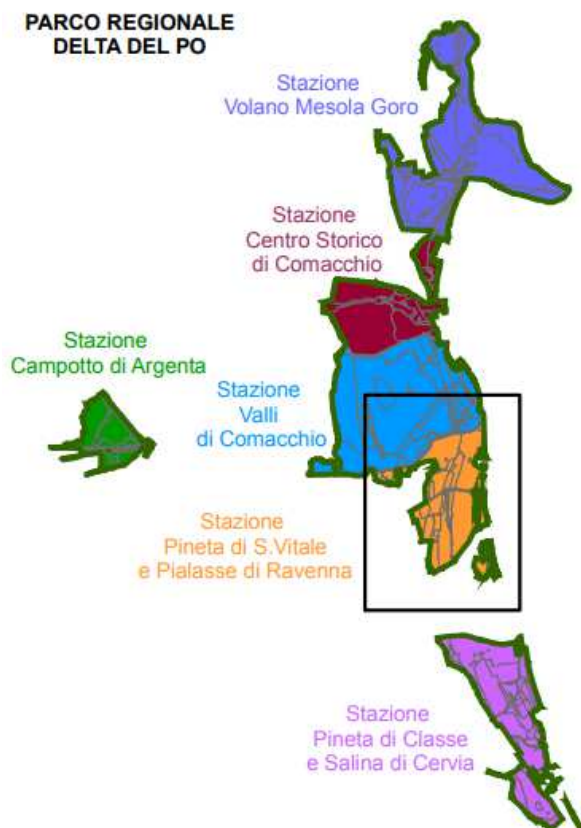 PARCO REGIONALE
DELTA DEL PO
Stazione
Volano Mesola Goro
Stazione
Centro Storico
di Comacchio
Stazione
Campotto di Argenta
Stazione
Valli
di Comacchio
Stazione
Pineta di S.Vitale
e Pialasse di Ravenna
Stazione
Pineta di Classe
e Salina di Cervia